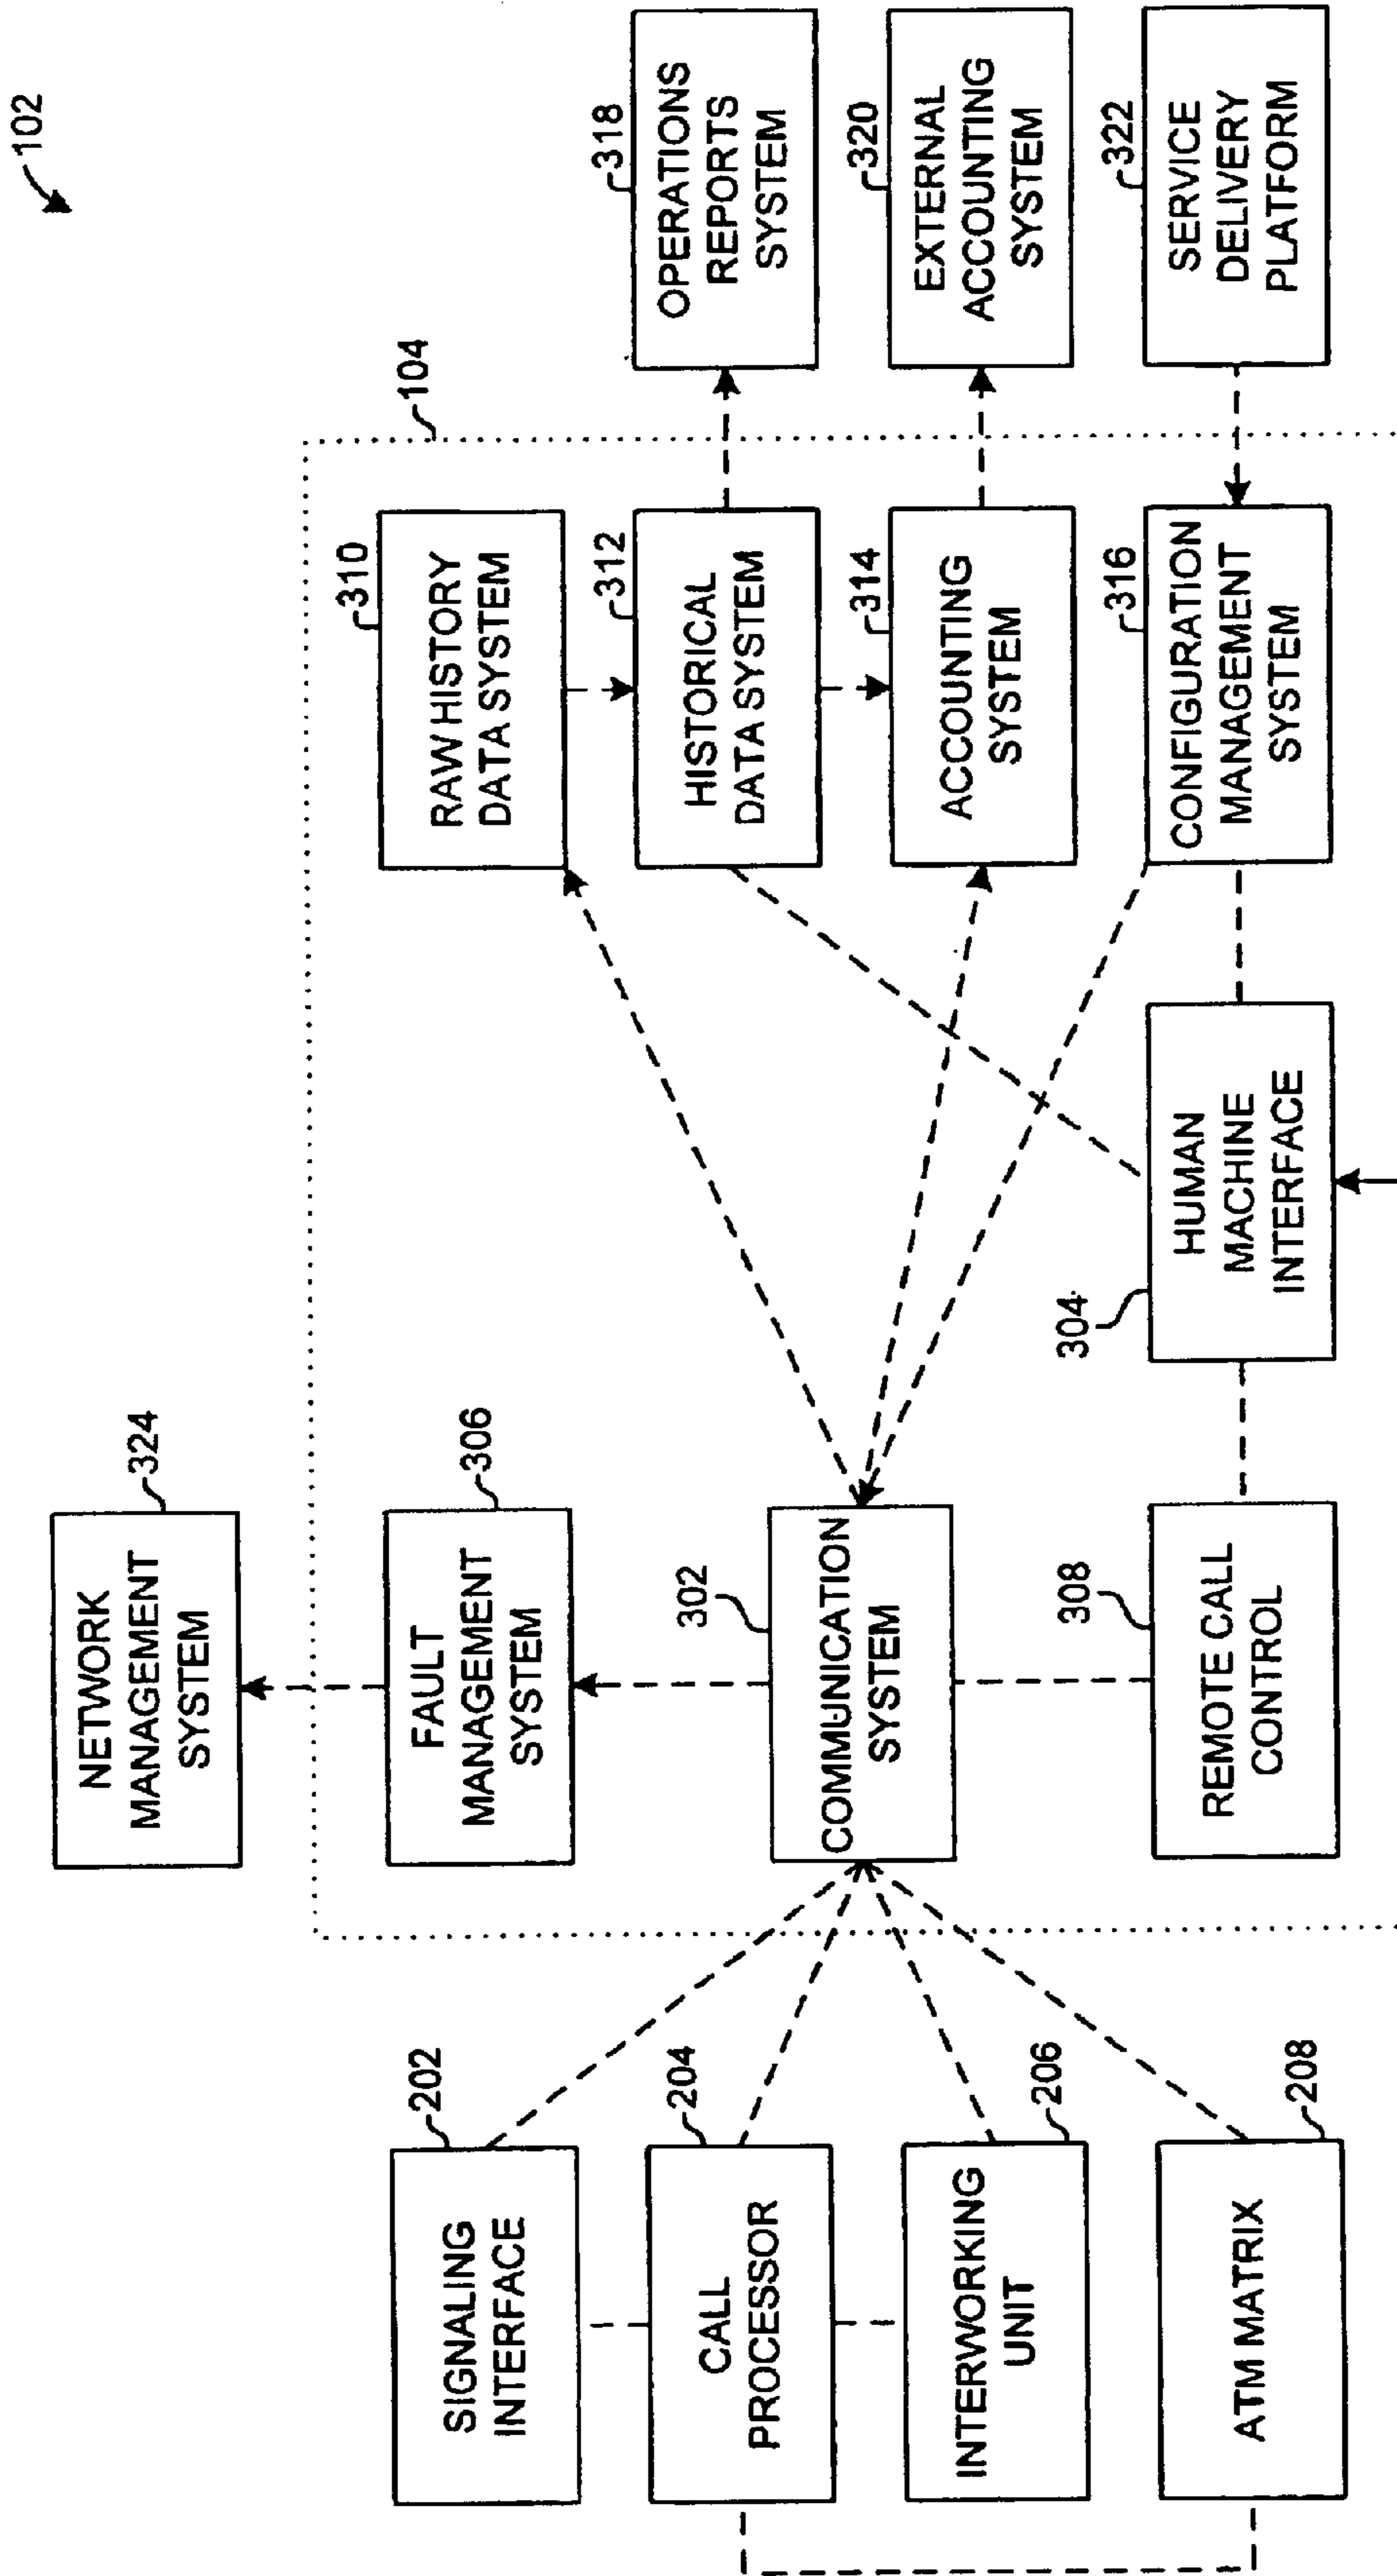 102
NETWORK
MANAGEMENT
SYSTEM
324
104
202
SIGNALING
INTERFACE
204
CALL
PROCESSOR
206
INTERWORKING
UNIT
208
ATM MATRIX
306
FAULT
MANAGEMENT
SYSTEM
302
COMMUNICATION
SYSTEM
308
REMOTE CALL
CONTROL
304
HUMAN
MACHINE
INTERFACE
310
RAW HISTORY
DATA SYSTEM
312
HISTORICAL
DATA SYSTEM
314
ACCOUNTING
SYSTEM
316
CONFIGURATION
MANAGEMENT
SYSTEM
318
OPERATIONS
REPORTS
SYSTEM
320
EXTERNAL
ACCOUNTING
SYSTEM
322
SERVICE
DELIVERY
PLATFORM